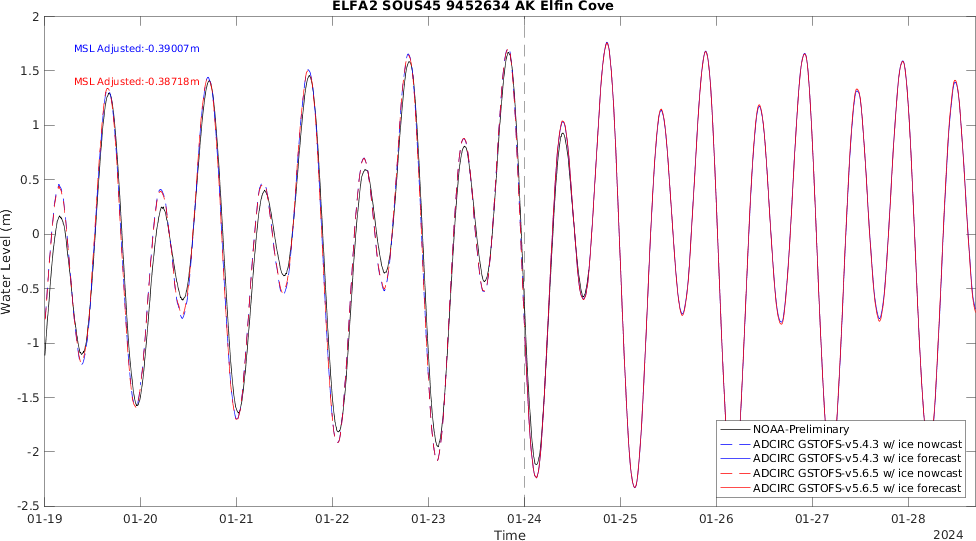 ELFA2 SOUS45 9452634 AK Elfin Cove
MSL Adjusted:-0.39007m
MSL Adjusted:-0.38718m
Water Level (m)
2
1.5
1
0.5
0
-0.5
-1
-1.5
-2
-2.5
NOAA-Preliminary
ADCIRC GSTOFS-v5.4.3 w/ ice nowcast
ADCIRC GSTOFS-v5.4.3 w/ ice forecast
ADCIRC GSTOFS-v5.6.5 w/ ice nowcast
ADCIRC GSTOFS-v5.6.5 w/ ice forecast
01-19 01-20 01-21 01-22 01-23 01-24 01-25 01-26 01-27 01-28
Time
2024